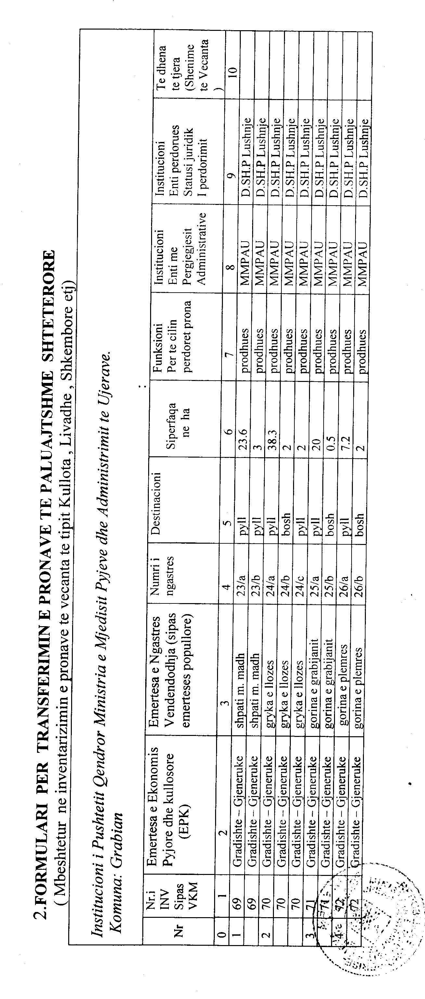 2.FORMULARI PER TRANSFERIMIN E PRONAVE TE PALUAJTSHME SHTETERORE
( Mbeshtetur ne inventarizimin e pronave te vecanta te tipit Kullota , Livadhe , Shkembore etj)
Institucioni i Pushtetit Qendror Ministria e Mjedisit Pyjeve dhe Administrimit te Ujerave.
Komuna: Grabian
:
Nr
Nr.i
INV
Sipas
VKM
Emertesa e Ekonomis
Pyjore dhe kullosore
(EPK)
Emertesa e Ngastres
Vendendodhja (sipas
emerteses popullore)
Numri i
ngastres
Destinacioni
Siperfaqa
ne ha
Funksioni
Per te cilin
perdoret prona
Institucioni
Enti me
Pergjegjesit
Administrative
Institucioni
Enti perdorues
Statusi juridik
I perdorimit
Te dhena
te tjera
(Shenime
te Vecanta
)
0 1 2 3 4 5 6 7 8 9 10
1 69 Gradishte – Gjeneruke shpati m. madh 23/a pyll 23.6 prodhues MMPAU D.SH.P Lushnje
69 Gradishte – Gjeneruke shpati m. madh 23/b pyll 3 prodhues MMPAU D.SH.P Lushnje
2 70 Gradishte – Gjeneruke gryka e llozes 24/a pyll 38.3 prodhues MMPAU D.SH.P Lushnje
70 Gradishte – Gjeneruke gryka e llozes 24/b bosh 2 prodhues MMPAU D.SH.P Lushnje
70 Gradishte – Gjeneruke gryka e llozes 24/c pyll 2 prodhues MMPAU D.SH.P Lushnje
3 71 Gradishte – Gjeneruke gorina e grabijanit 25/a pyll 20 prodhues MMPAU D.SH.P Lushnje
71 Gradishte – Gjeneruke gorina e grabijanit 25/b bosh 0.5 prodhues MMPAU D.SH.P Lushnje
4 72 Gradishte – Gjeneruke gorina e plemres 26/a pyll 7.2 prodhues MMPAU D.SH.P Lushnje
72 Gradishte – Gjeneruke gorina e plemres 26/b bosh 2 prodhues MMPAU D.SH.P Lushnje